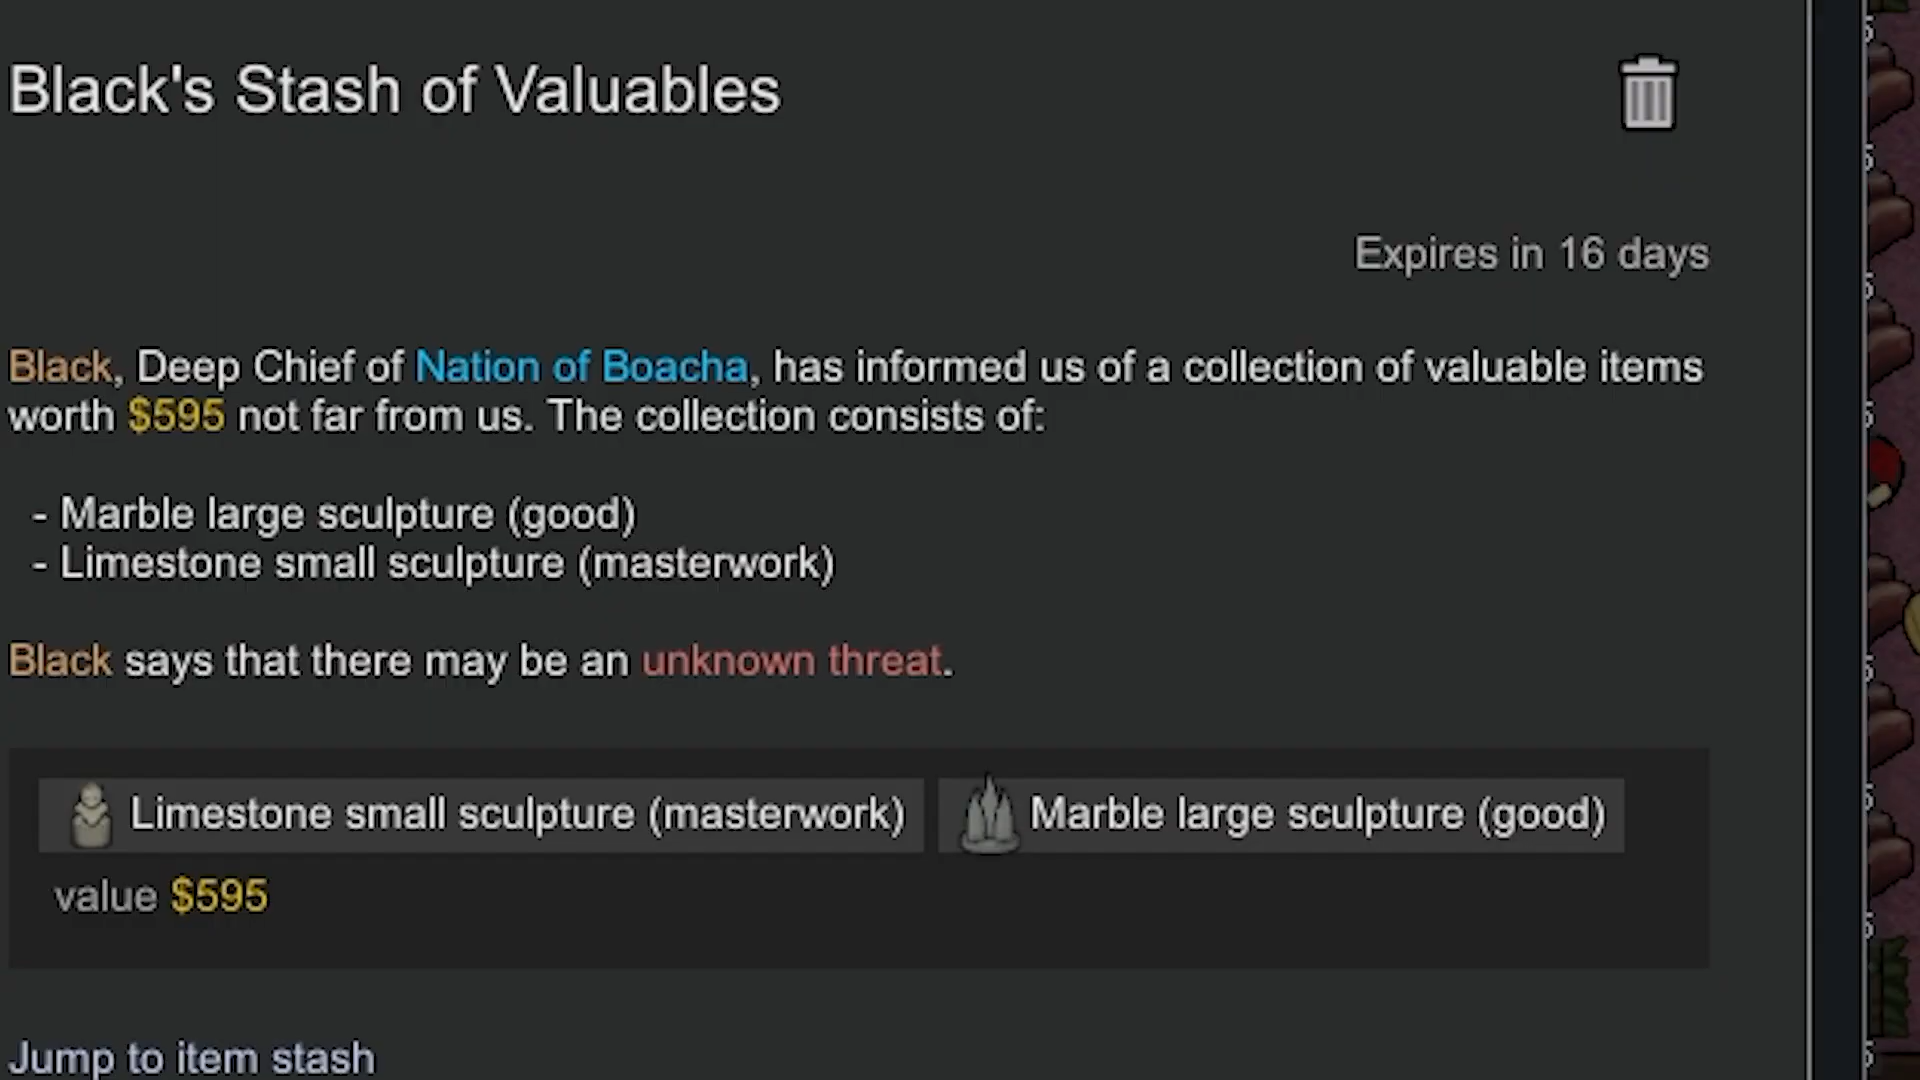 Black's Stash of Valuables
Expires in 16 days
Black, Deep Chief of Nation of Boacha, has informed us of a collection of valuable items
worth $595 not far from us. The collection consists of:
- Marble large sculpture (good)
- Limestone small sculpture (masterwork)
Black says that there may be an unknown threat.
Limestone small sculpture (masterwork) Marble large sculpture (good)
value $595
Jump to item stash